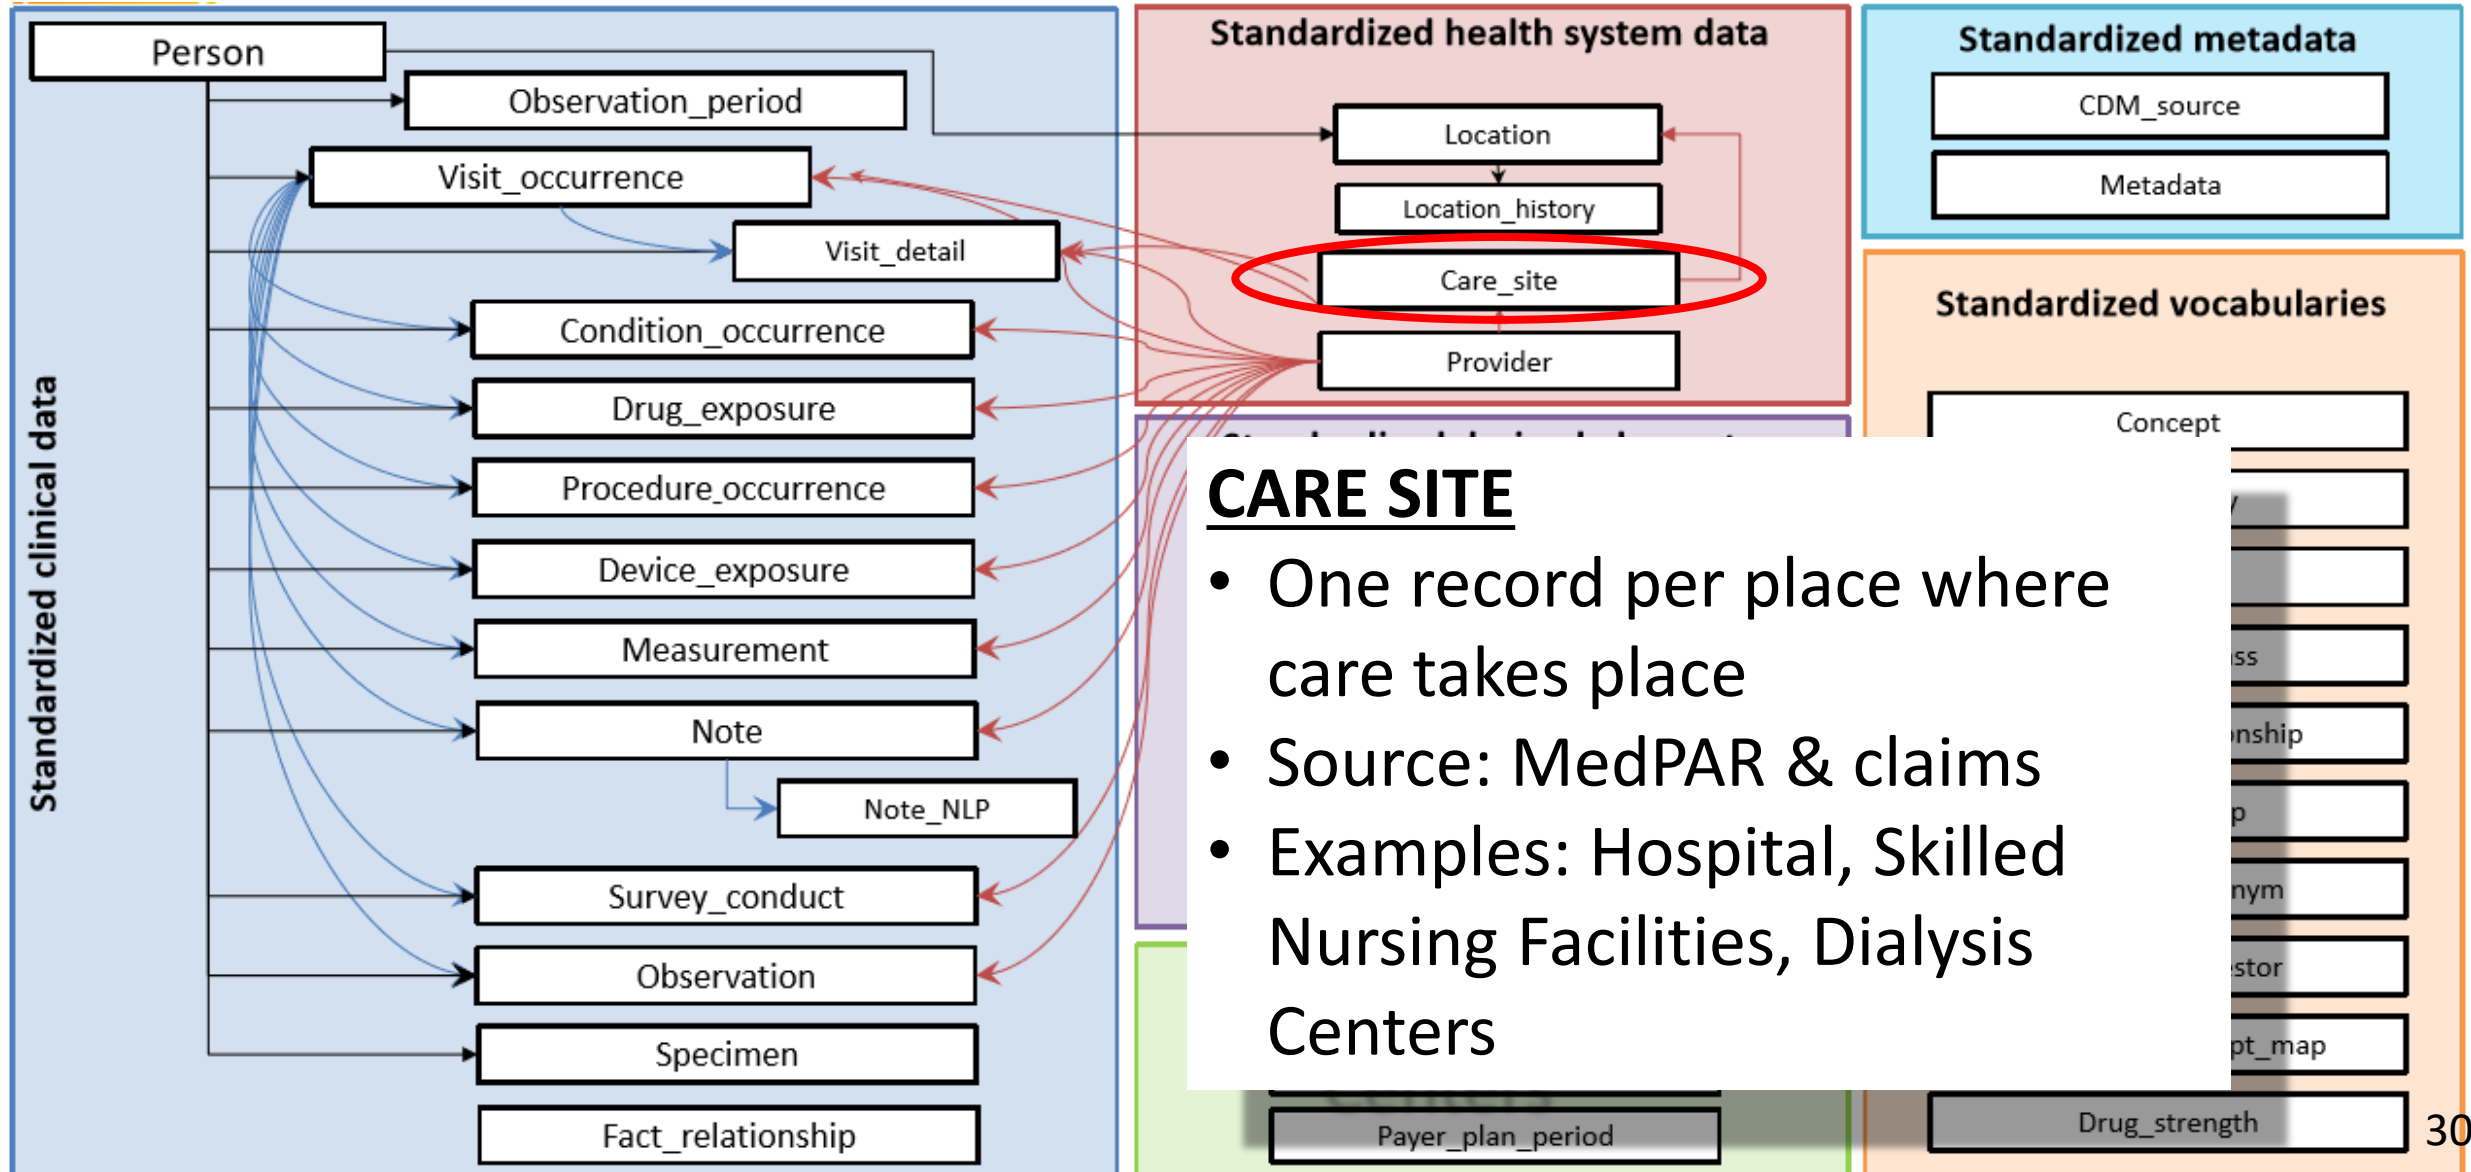 Standardized clinical data
Person
Observation_period
Visit_occurrence
Visit_detail
Condition_occurrence
Drug_exposure
Procedure_occurrence
Device_exposure
Measurement
Note
Note_NLP
Survey_conduct
Observation
Specimen
Fact_relationship
Standardized health system data
Location
Location_history
Care_site
Provider
CARE SITE
• One record per place where
care takes place
• Source: MedPAR & claims
• Examples: Hospital, Skilled
Nursing Facilities, Dialysis
Centers
Payer_plan_period
Standardized metadata
CDM_source
Metadata
Standardized vocabularies
Concept
Drug_strength
30